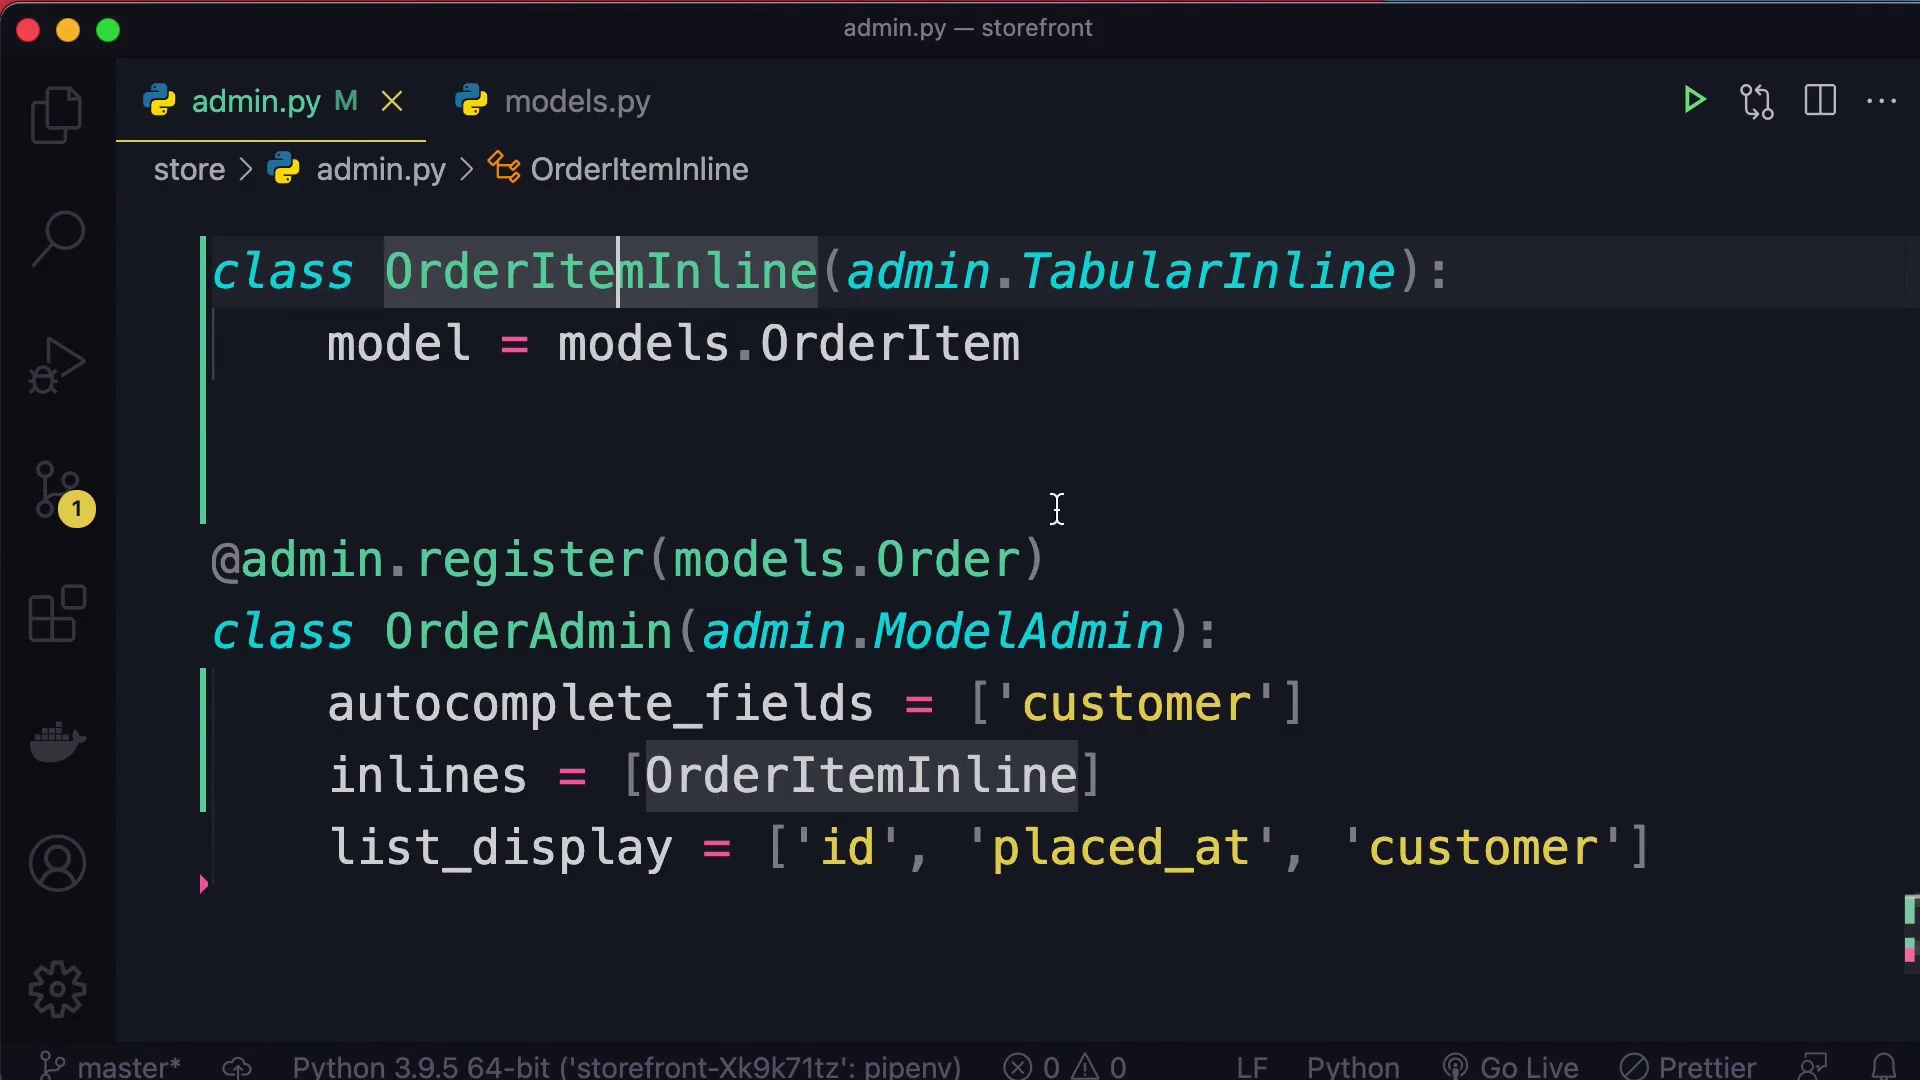 admin.py — storefront
admin.py M
models.py
store > admin.py > OrderItemInline
class OrderItemInline(admin.TabularInline):
model = models.OrderItem
1
@admin.register(models.Order)
class OrderAdmin(admin.ModelAdmin):
autocomplete_fields = ['customer']
inlines = [OrderItemInline]
list_display = ['id', 'placed_at', 'customer']
master* Python 3.9.5 64-bit ('storefront-Xk9k71tz': pipenv) 0 0 LF Python Go Live Prettier